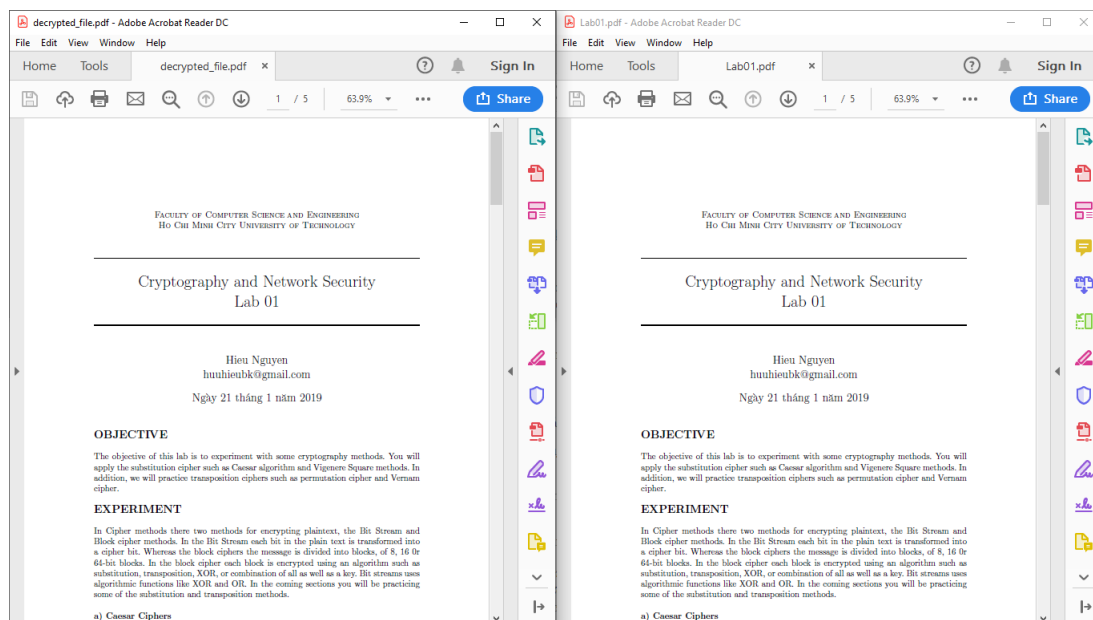 decrypted_file.pdf - Adobe Acrobat Reader DC
File Edit View Window Help
Home Tools decrypted_file.pdf × Sign In
1 / 5 63.9% Share
FACULTY OF COMPUTER SCIENCE AND ENGINEERING
HO CHI MINH CITY UNIVERSITY OF TECHNOLOGY
Cryptography and Network Security
Lab 01
Hieu Nguyen
huuhieubk@gmail.com
Ngày 21 tháng 1 năm 2019
OBJECTIVE
The objective of this lab is to experiment with some cryptography methods. You will
apply the substitution cipher such as Caesar algorithm and Vigenere Square methods. In
addition, we will practice transposition ciphers such as permutation cipher and Vernam
cipher.
EXPERIMENT
In Cipher methods there two methods for encrypting plaintext, the Bit Stream and
Block cipher methods. In the Bit Stream each bit in the plain text is transformed into
a cipher bit. Whereas the block ciphers the message is divided into blocks, of 8, 16 0r
64-bit blocks. In the block cipher each block is encrypted using an algorithm such as
substitution, transposition, XOR, or combination of all as well as a key. Bit streams uses
algorithmic functions like XOR and OR. In the coming sections you will be practicing
some of the substitution and transposition methods.
a) Caesar Ciphers
Lab01.pdf - Adobe Acrobat Reader DC
File Edit View Window Help
Home Tools Lab01.pdf × Sign In
1 / 5 63.9% Share
FACULTY OF COMPUTER SCIENCE AND ENGINEERING
HO CHI MINH CITY UNIVERSITY OF TECHNOLOGY
Cryptography and Network Security
Lab 01
Hieu Nguyen
huuhieubk@gmail.com
Ngày 21 tháng 1 năm 2019
OBJECTIVE
The objective of this lab is to experiment with some cryptography methods. You will
apply the substitution cipher such as Caesar algorithm and Vigenere Square methods. In
addition, we will practice transposition ciphers such as permutation cipher and Vernam
cipher.
EXPERIMENT
In Cipher methods there two methods for encrypting plaintext, the Bit Stream and
Block cipher methods. In the Bit Stream each bit in the plain text is transformed into
a cipher bit. Whereas the block ciphers the message is divided into blocks, of 8, 16 0r
64-bit blocks. In the block cipher each block is encrypted using an algorithm such as
substitution, transposition, XOR, or combination of all as well as a key. Bit streams uses
algorithmic functions like XOR and OR. In the coming sections you will be practicing
some of the substitution and transposition methods.
a) Caesar Ciphers